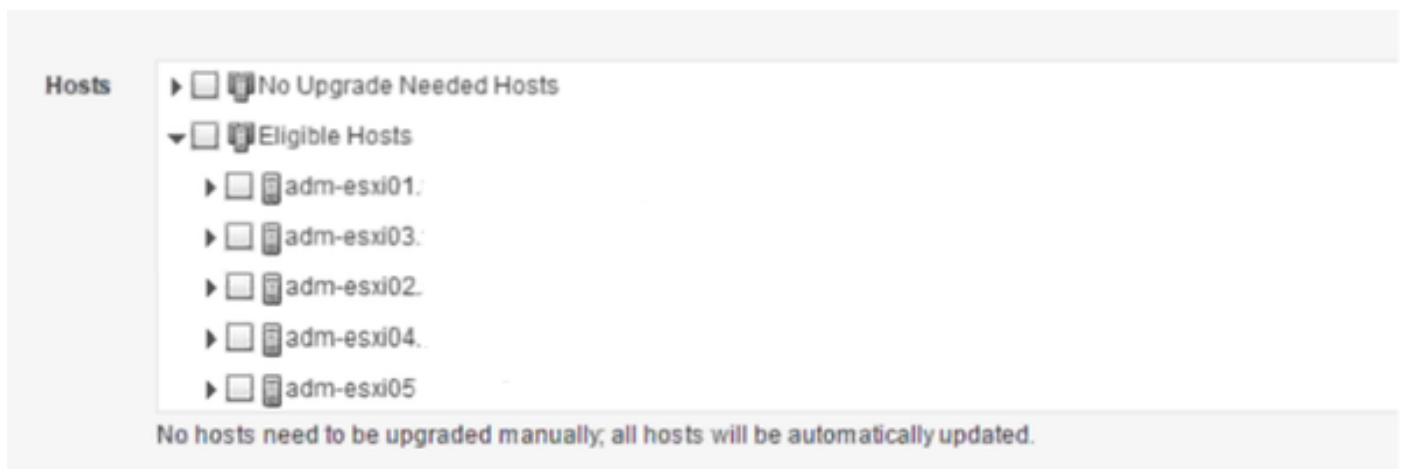 Hosts
No Upgrade Needed Hosts
Eligible Hosts
adm-esxi01.
adm-esxi03.
adm-esxi02.
adm-esxi04.
adm-esxi05
No hosts need to be upgraded manually; all hosts will be automatically updated.